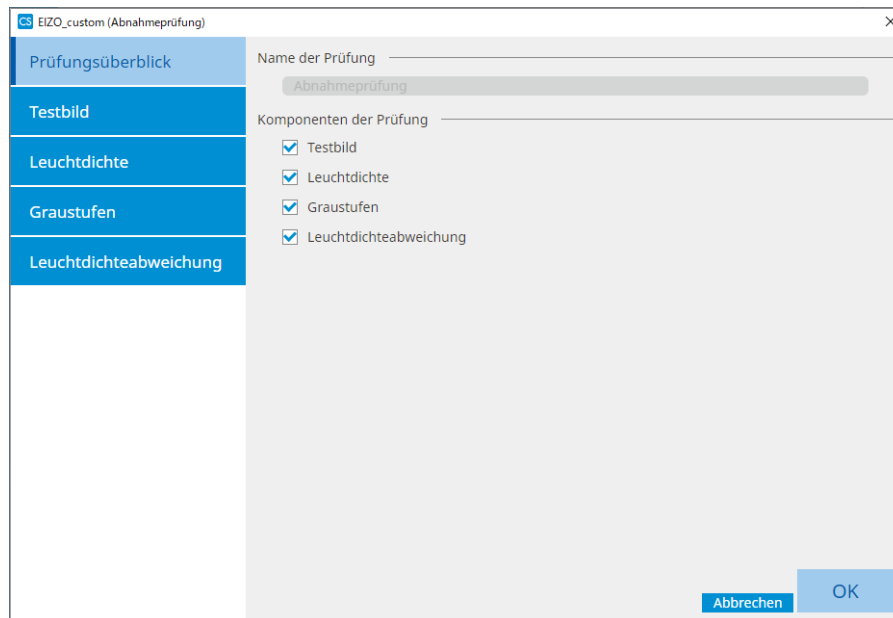 CS EIZO_custom (Abnahmeprüfung)
Prüfungsüberblick
Testbild
Leuchtdichte
Graustufen
Leuchtdichteabweichung
Name der Prüfung
Abnahmeprüfung
Komponenten der Prüfung
Testbild
Leuchtdichte
Graustufen
Leuchtdichteabweichung
Abbrechen
OK